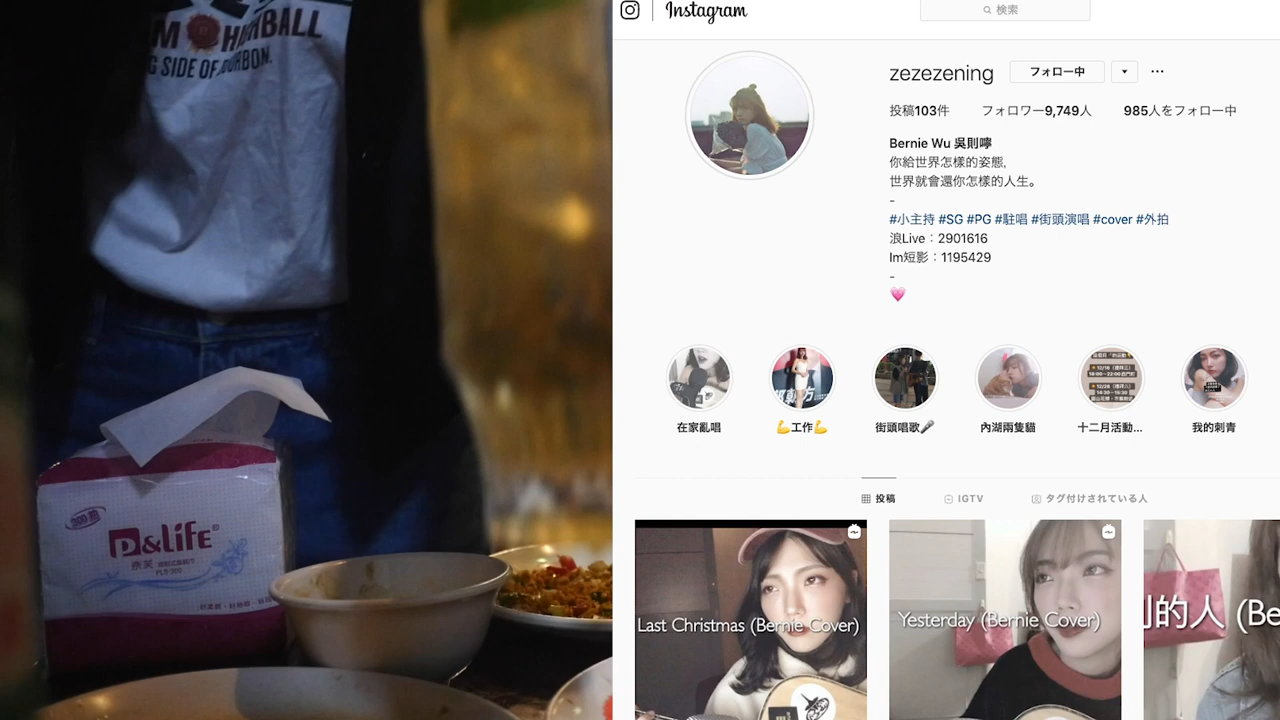 HIGHBALL
SIDE OF BOURBON.
P&LiFE®
Instagram
検索
zezezening
フォロー中
投稿103件
フォロワー9,749人
985人をフォロー中
Bernie Wu 吳則嚀
你給世界怎樣的姿態,
世界就會還你怎樣的人生。
-
#小主持 #SG #PG #駐唱 #街頭演唱 #cover #外拍
浪Live：2901616
Im短影：1195429
-
在家亂唱
💪工作💪
街頭唱歌🎤
內湖兩隻貓
十二月活動...
我的刺青
投稿
IGTV
タグ付けされている人
Last Christmas (Bernie Cover)
Yesterday (Bernie Cover)
的人 (Be